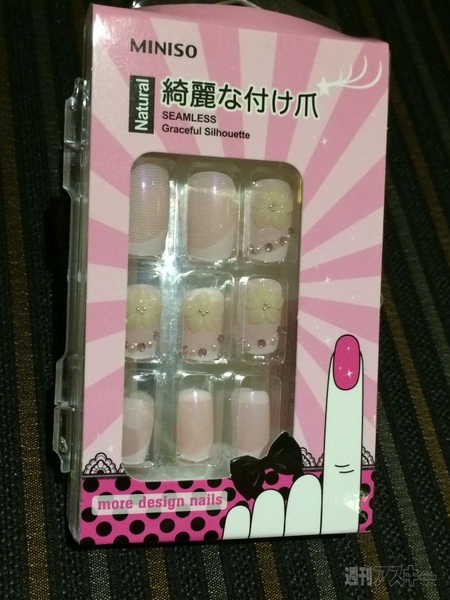 MINISO
Natural
綺麗な付け爪
SEAMLESS
Graceful Silhouette
more design nails
週刊アスキー